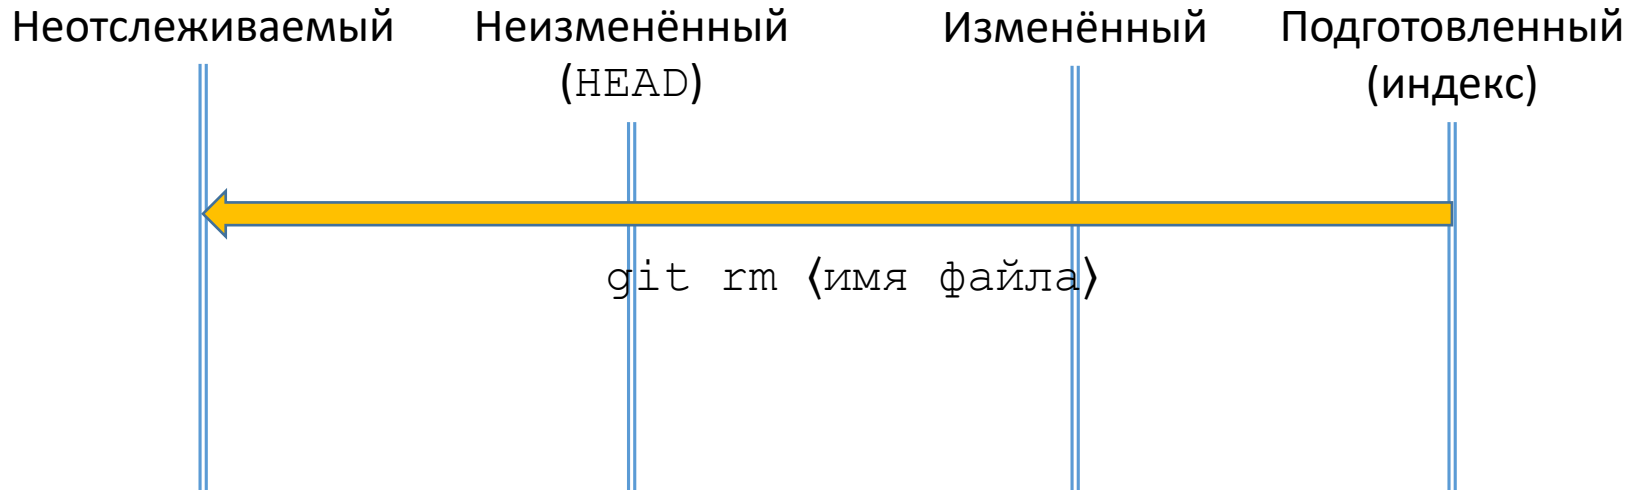 Неотслеживаемый
Неизменённый
(HEAD)
Изменённый
Подготовленный
(индекс)
git rm ⟨имя файла⟩